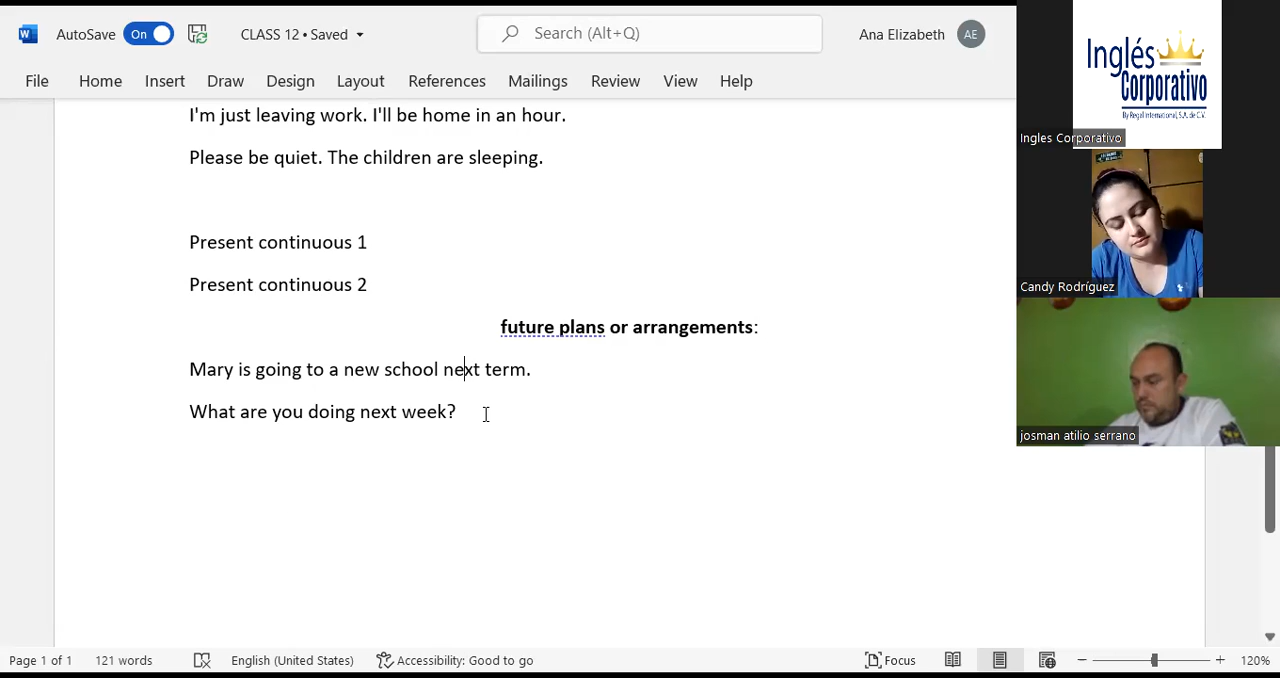 AutoSave On CLASS 12 • Saved Search (Alt+Q) Ana Elizabeth AE
File Home Insert Draw Design Layout References Mailings Review View Help
I'm just leaving work. I'll be home in an hour.
Please be quiet. The children are sleeping.
Present continuous 1
Present continuous 2
future plans or arrangements:
Mary is going to a new school next term.
What are you doing next week?
Page 1 of 1 121 words English (United States) Accessibility: Good to go Focus 120%
Inglés
Corporativo
By Regal International, S.A. de C.V.
Ingles Corporativo
Candy Rodríguez
josman atilio serrano